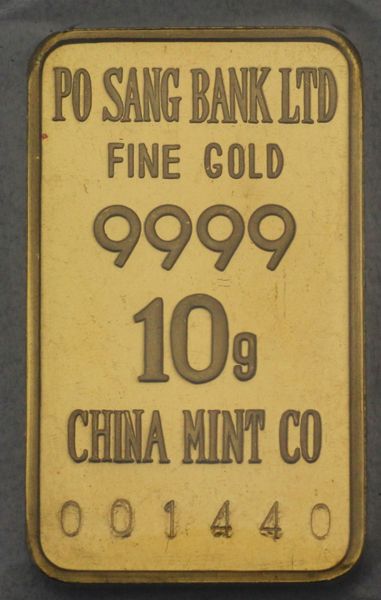 PO SANG BANK LTD
FINE GOLD
9999
10g
CHINA MINT CO
001440